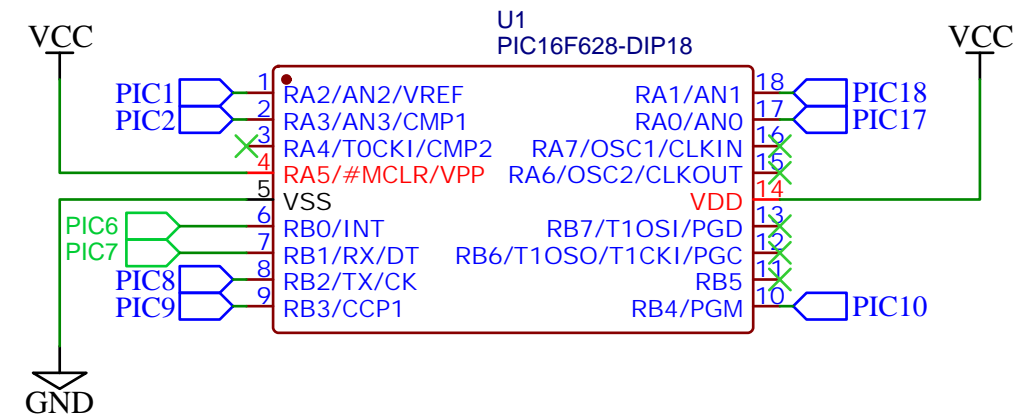 U1
PIC16F628-DIP18
VCC
VCC
PIC1 1 RA2/AN2/VREF RA1/AN1 18 PIC18
PIC2 2 RA3/AN3/CMP1 RA0/AN0 17 PIC17
3 RA4/T0CKI/CMP2 RA7/OSC1/CLKIN 16
4 RA5/#MCLR/VPP RA6/OSC2/CLKOUT 15
5 VSS VDD 14
PIC6 6 RB0/INT RB7/T1OSI/PGD 13
PIC7 7 RB1/RX/DT RB6/T1OSO/T1CKI/PGC 12
PIC8 8 RB2/TX/CK RB5 11
PIC9 9 RB3/CCP1 RB4/PGM 10 PIC10
GND